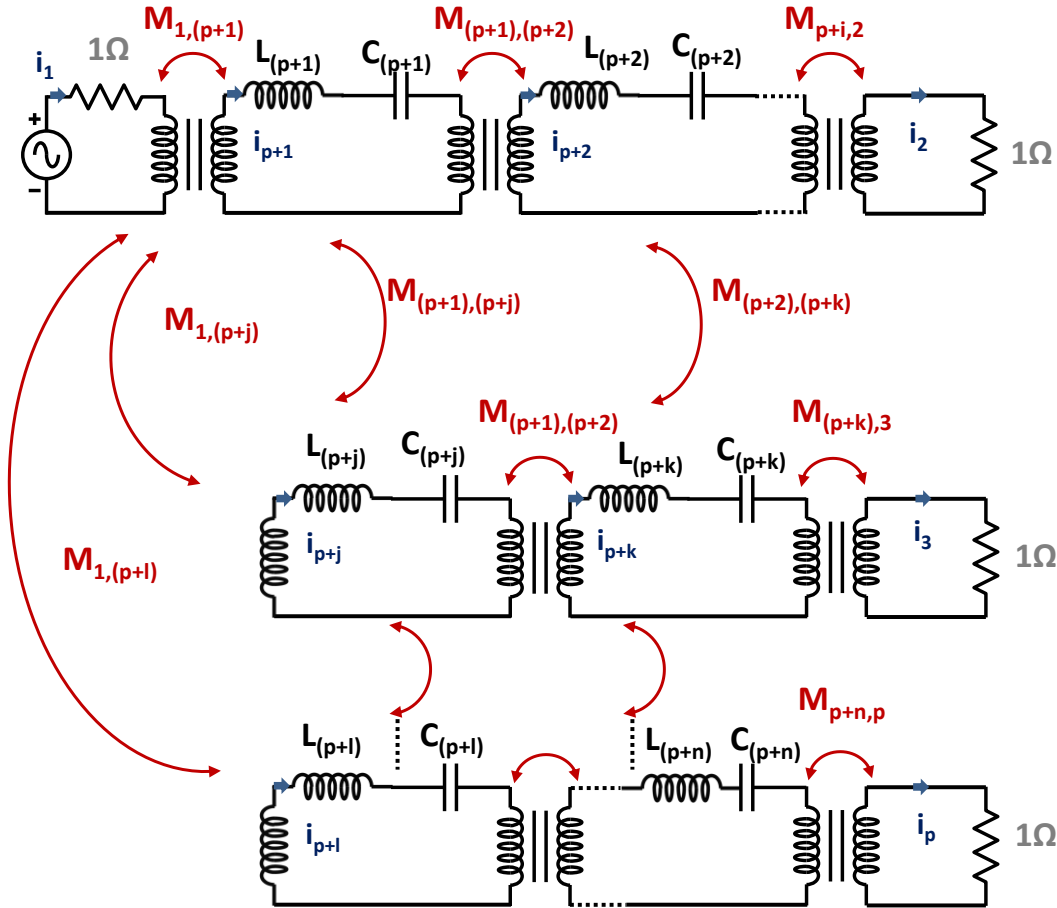 M1,(p+1)
M(p+1),(p+2)
Mp+i,2
1Ω
L(p+1)
C(p+1)
L(p+2)
C(p+2)
i1
+
-
ip+1
ip+2
i2
1Ω
M1,(p+j)
M(p+1),(p+j)
M(p+2),(p+k)
M(p+1),(p+2)
M(p+k),3
L(p+j)
C(p+j)
L(p+k)
C(p+k)
ip+j
ip+k
i3
1Ω
M1,(p+l)
Mp+n,p
L(p+l)
C(p+l)
L(p+n)
C(p+n)
ip+l
ip
1Ω